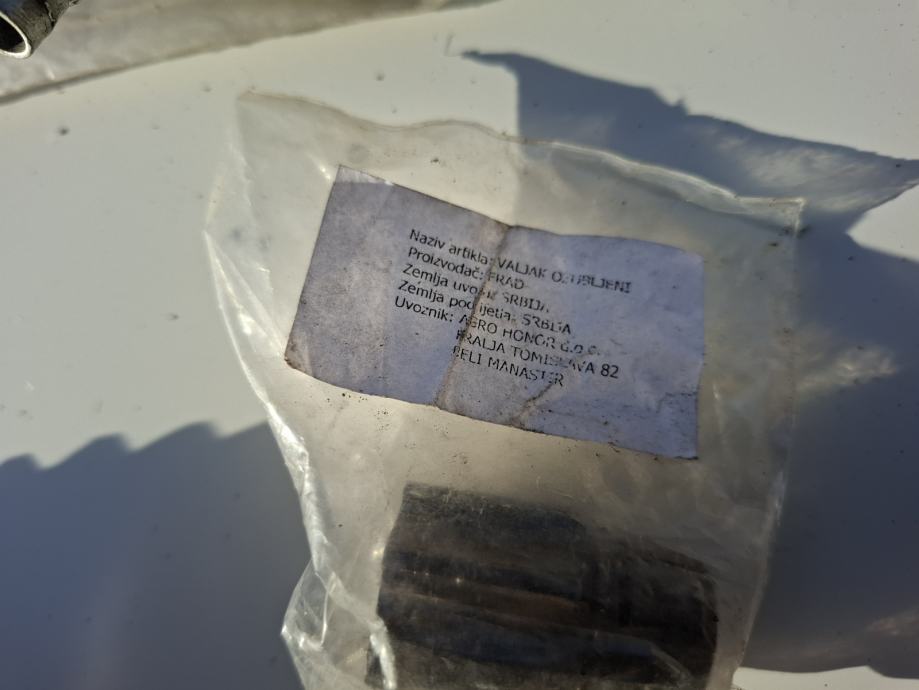 Naziv artikla: VALJAK OZUBLJENI
Proizvođač: FRAD
Zemlja uvoza: SRBIJA
Zemlja podrijetla: SRBIJA
Uvoznik: AGRO HONOR d.o.o.
KRALJA TOMISLAVA 82
BELI MANASTIR